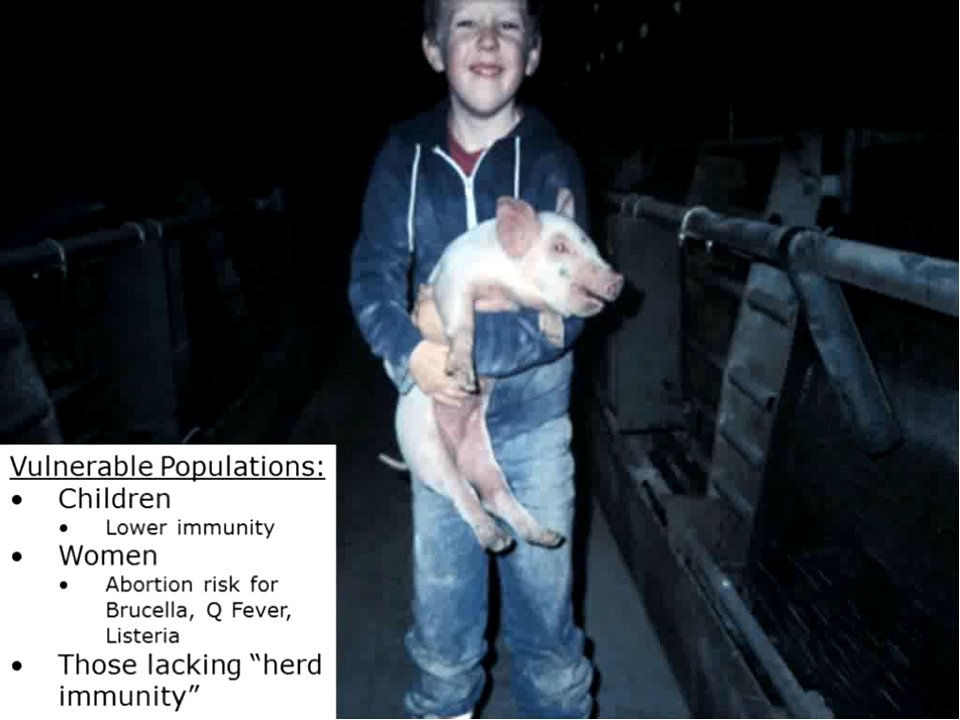 Vulnerable Populations:
• Children
• Lower immunity
• Women
• Abortion risk for
Brucella, Q Fever,
Listeria
• Those lacking “herd
immunity”